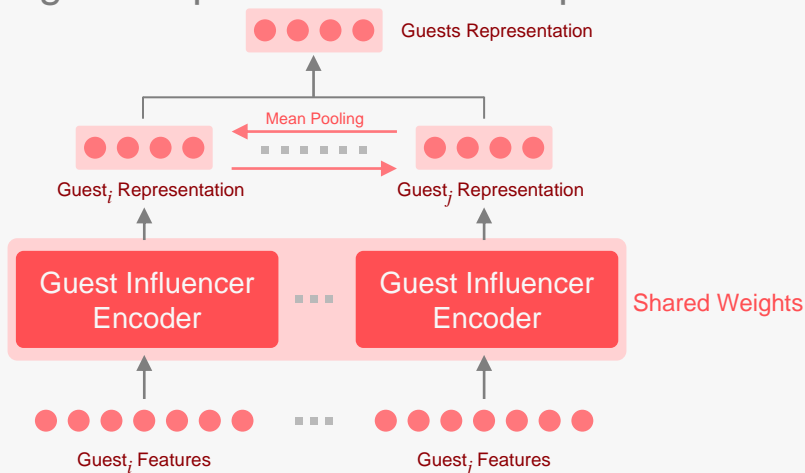 Guests Representation
Mean Pooling
Guest_i Representation
Guest_j Representation
Guest Influencer
Encoder
Guest Influencer
Encoder
Shared Weights
Guest_i Features
Guest_j Features